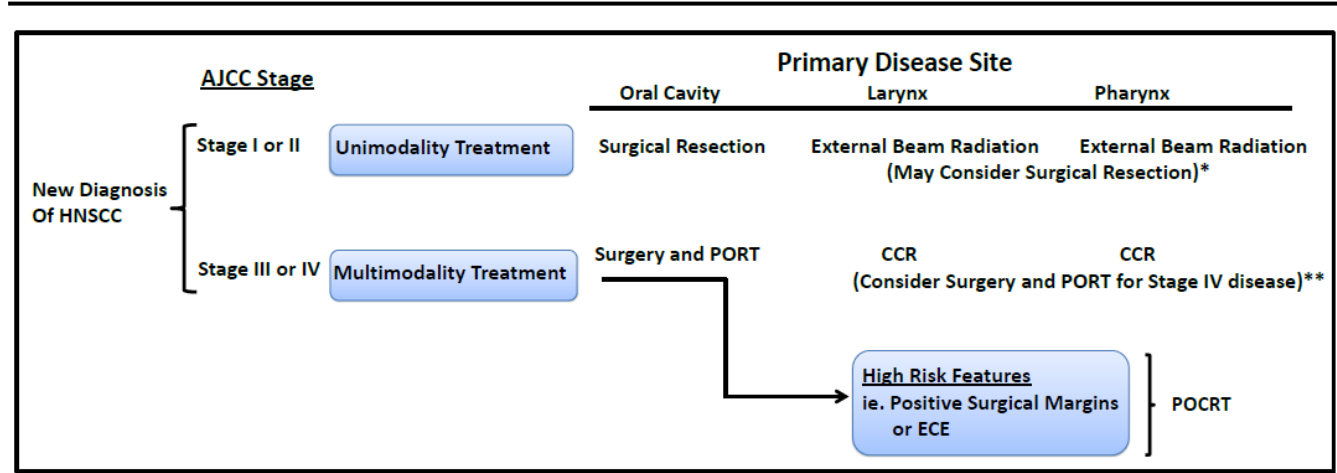 Primary Disease Site
AJCC Stage
Oral Cavity Larynx Pharynx
Stage I or II Unimodality Treatment Surgical Resection External Beam Radiation External Beam Radiation
(May Consider Surgical Resection)*
New Diagnosis
Of HNSCC
Stage III or IV Multimodality Treatment Surgery and PORT CCR CCR
(Consider Surgery and PORT for Stage IV disease)**
High Risk Features
ie. Positive Surgical Margins
or ECE
POCRT